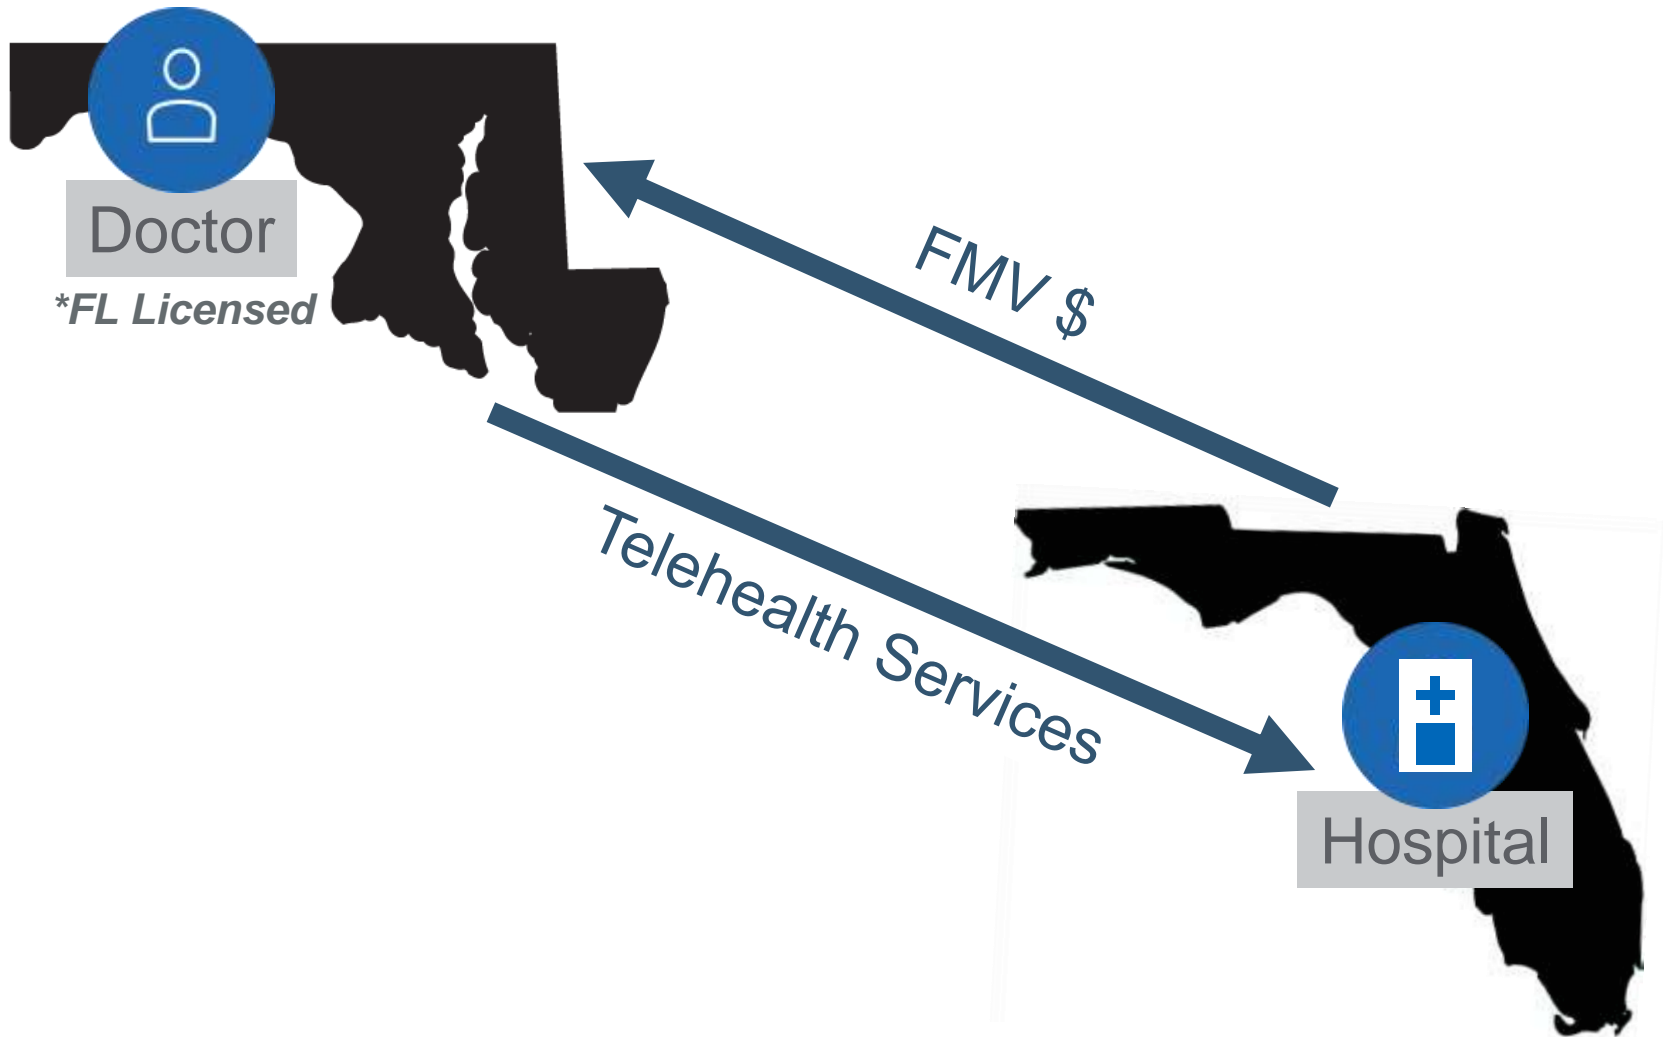 Doctor
*FL Licensed
FMV $
Telehealth Services
Hospital